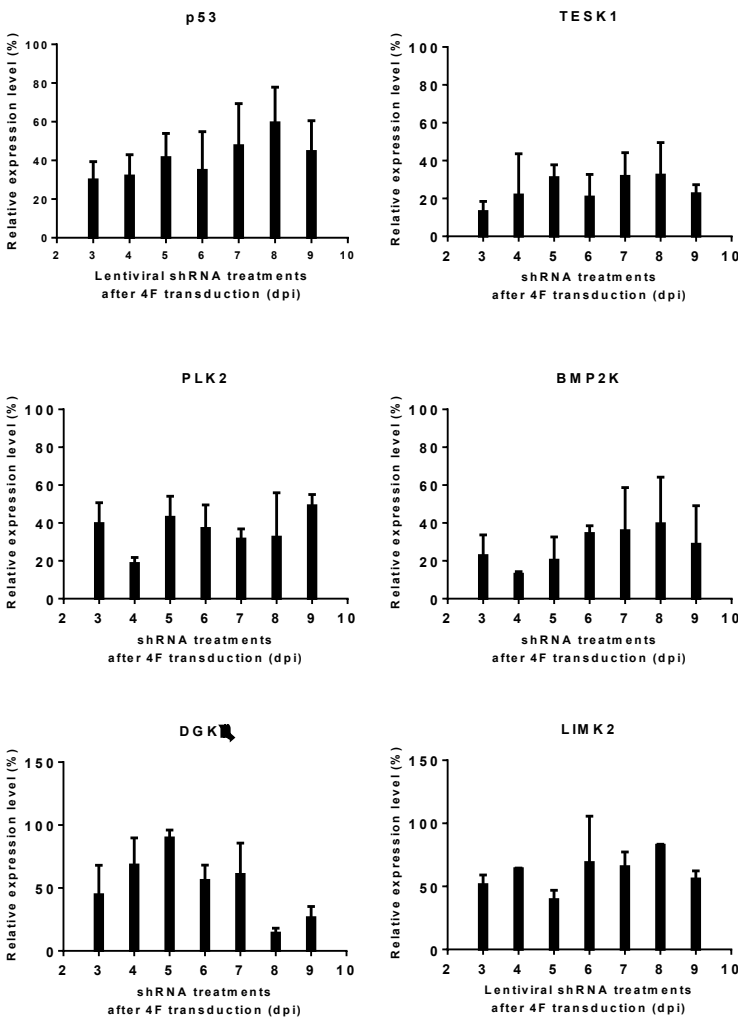 p53
Relative expression level (%)
100
80
60
40
20
0
2 3 4 5 6 7 8 9 10
Lentiviral shRNA treatments
after 4F transduction (dpi)
TESK1
Relative expression level (%)
100
80
60
40
20
0
2 3 4 5 6 7 8 9 10
shRNA treatments
after 4F transduction (dpi)
PLK2
Relative expression level (%)
100
80
60
40
20
0
2 3 4 5 6 7 8 9 10
shRNA treatments
after 4F transduction (dpi)
BMP2K
Relative expression level (%)
100
80
60
40
20
0
2 3 4 5 6 7 8 9 10
shRNA treatments
after 4F transduction (dpi)
DGK
Relative expression level (%)
150
100
50
0
2 3 4 5 6 7 8 9 10
shRNA treatments
after 4F transduction (dpi)
LIMK2
Relative expression level (%)
150
100
50
0
2 3 4 5 6 7 8 9 10
Lentiviral shRNA treatments
after 4F transduction (dpi)